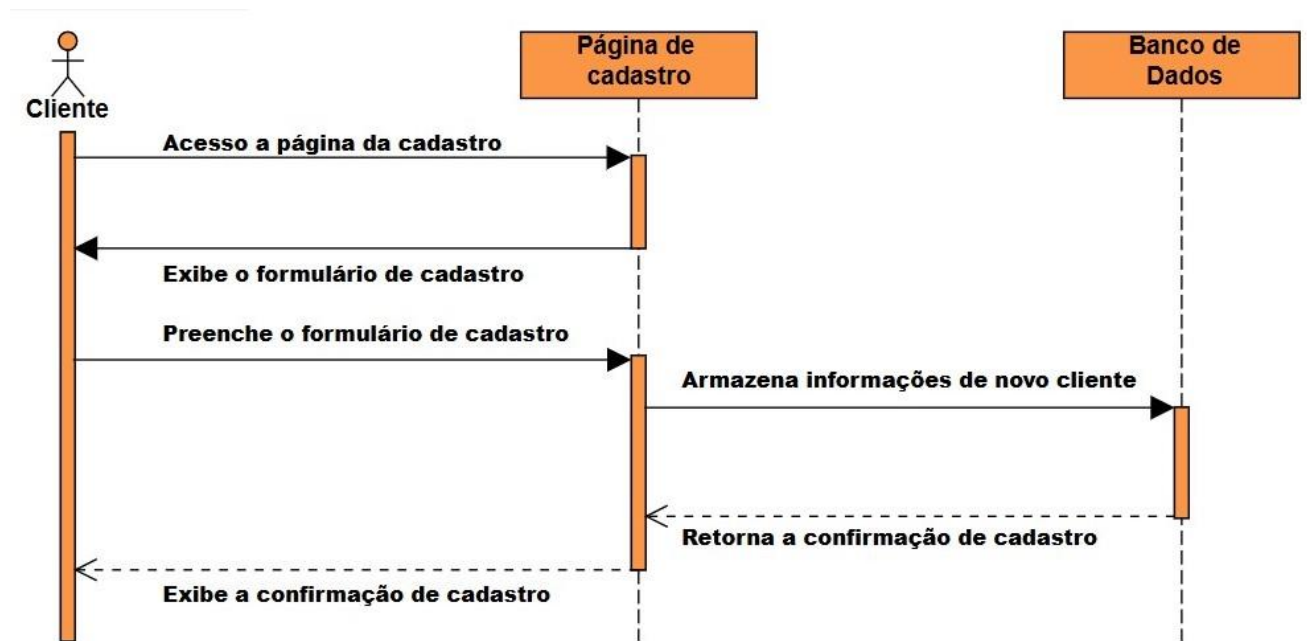 Cliente
Página de
cadastro
Banco de
Dados
Acesso a página da cadastro
Exibe o formulário de cadastro
Preenche o formulário de cadastro
Armazena informações de novo cliente
Retorna a confirmação de cadastro
Exibe a confirmação de cadastro